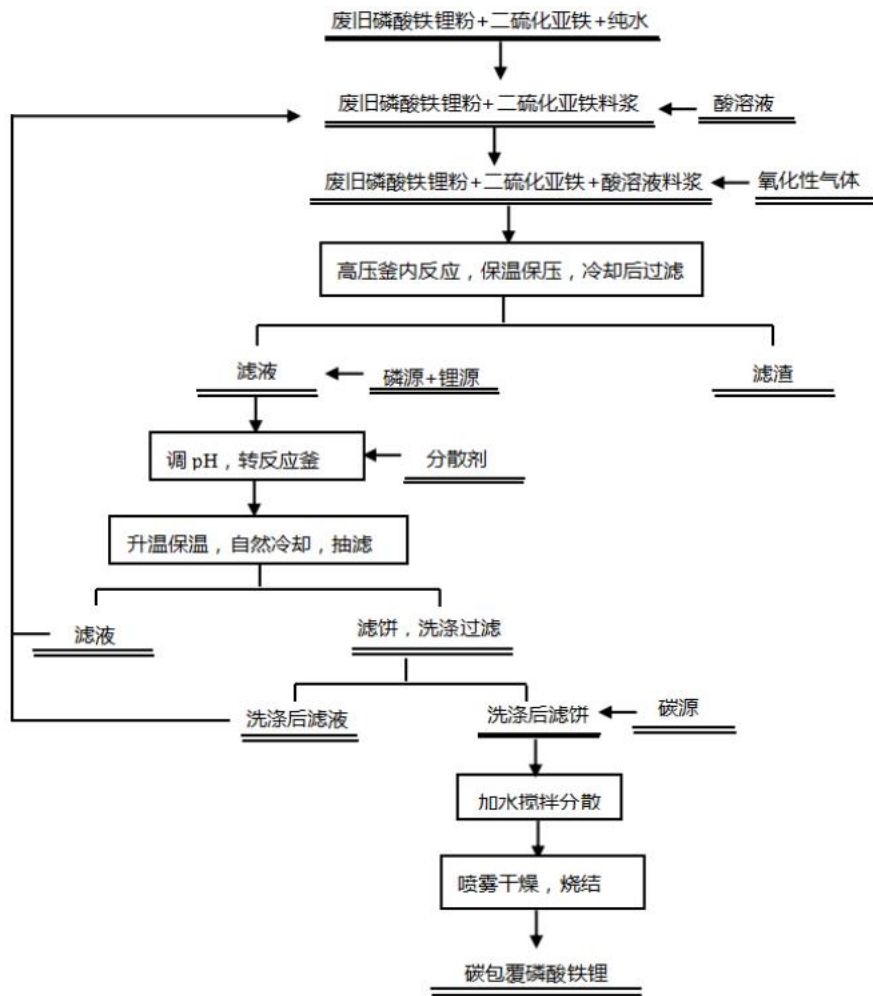 废旧磷酸铁锂粉+二硫化亚铁+纯水
废旧磷酸铁锂粉+二硫化亚铁料浆
酸溶液
废旧磷酸铁锂粉+二硫化亚铁+酸溶液料浆
氧化性气体
高压釜内反应，保温保压，冷却后过滤
滤液
磷源+锂源
滤渣
调pH，转反应釜
分散剂
升温保温，自然冷却，抽滤
滤液
滤饼，洗涤过滤
洗涤后滤液
洗涤后滤饼
碳源
加水搅拌分散
喷雾干燥，烧结
碳包覆磷酸铁锂